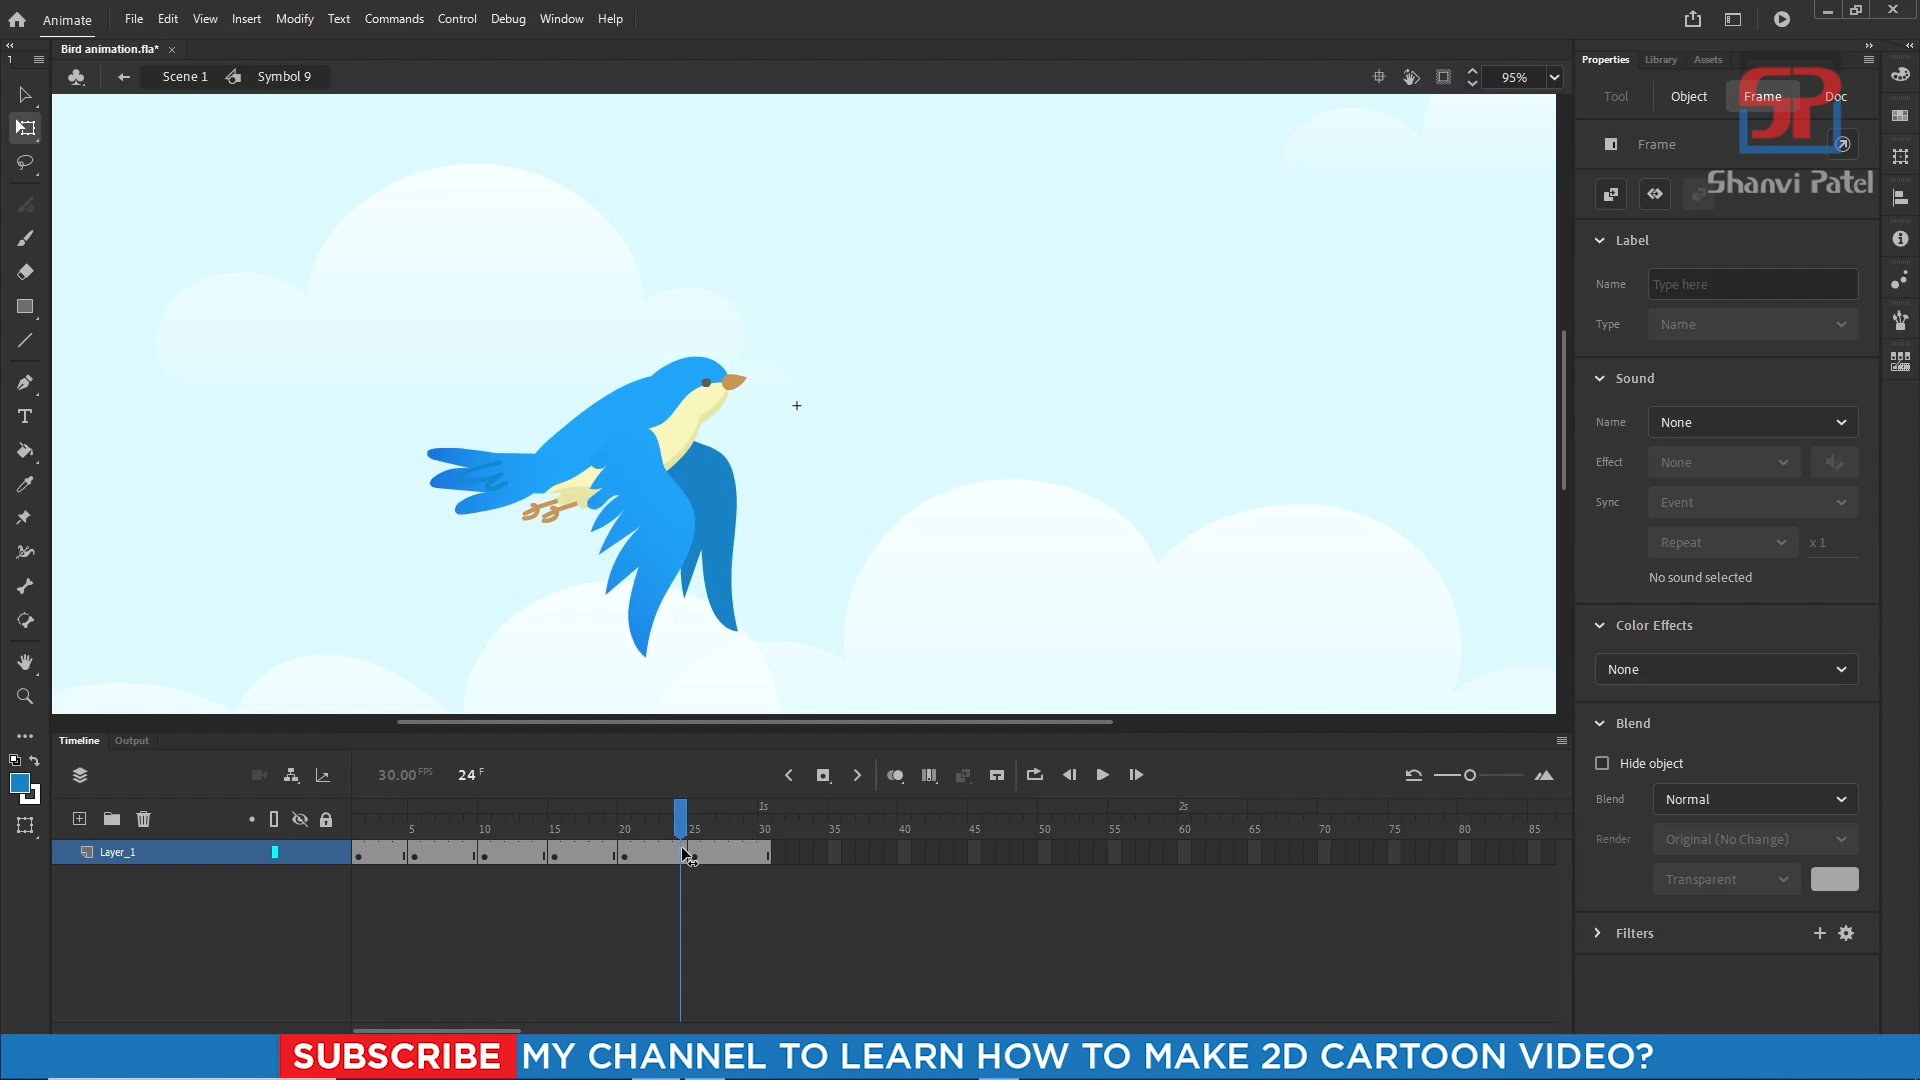 Animate
File Edit View Insert Modify Text Commands Control Debug Window Help
Bird animation.fla*
Scene 1 Symbol 9
95%
Properties Library Assets
Tool Object Frame Doc
Frame
SP
Shanvi Patel
Label
Name Type here
Type Name
Sound
Name None
Effect None
Sync Event
Repeat x 1
No sound selected
Color Effects
None
Blend
Hide object
Blend Normal
Render Original (No Change)
Transparent
Filters
Timeline Output
30.00 FPS 24 F
1s 2s
5 10 15 20 25 30 35 40 45 50 55 60 65 70 75 80 85
Layer_1
SUBSCRIBE MY CHANNEL TO LEARN HOW TO MAKE 2D CARTOON VIDEO?